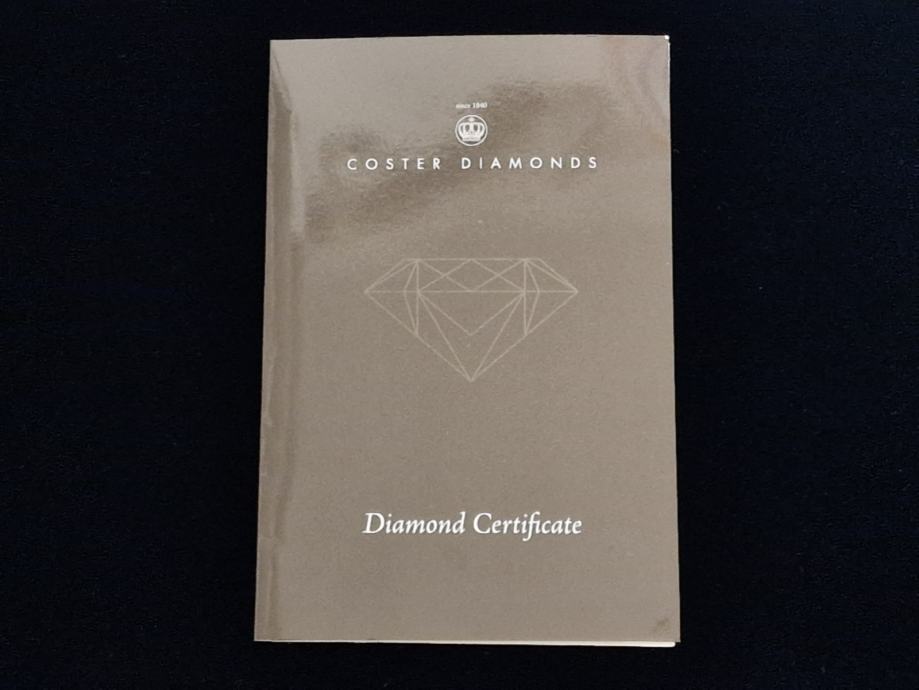 since 1840
COSTER DIAMONDS
Diamond Certificate